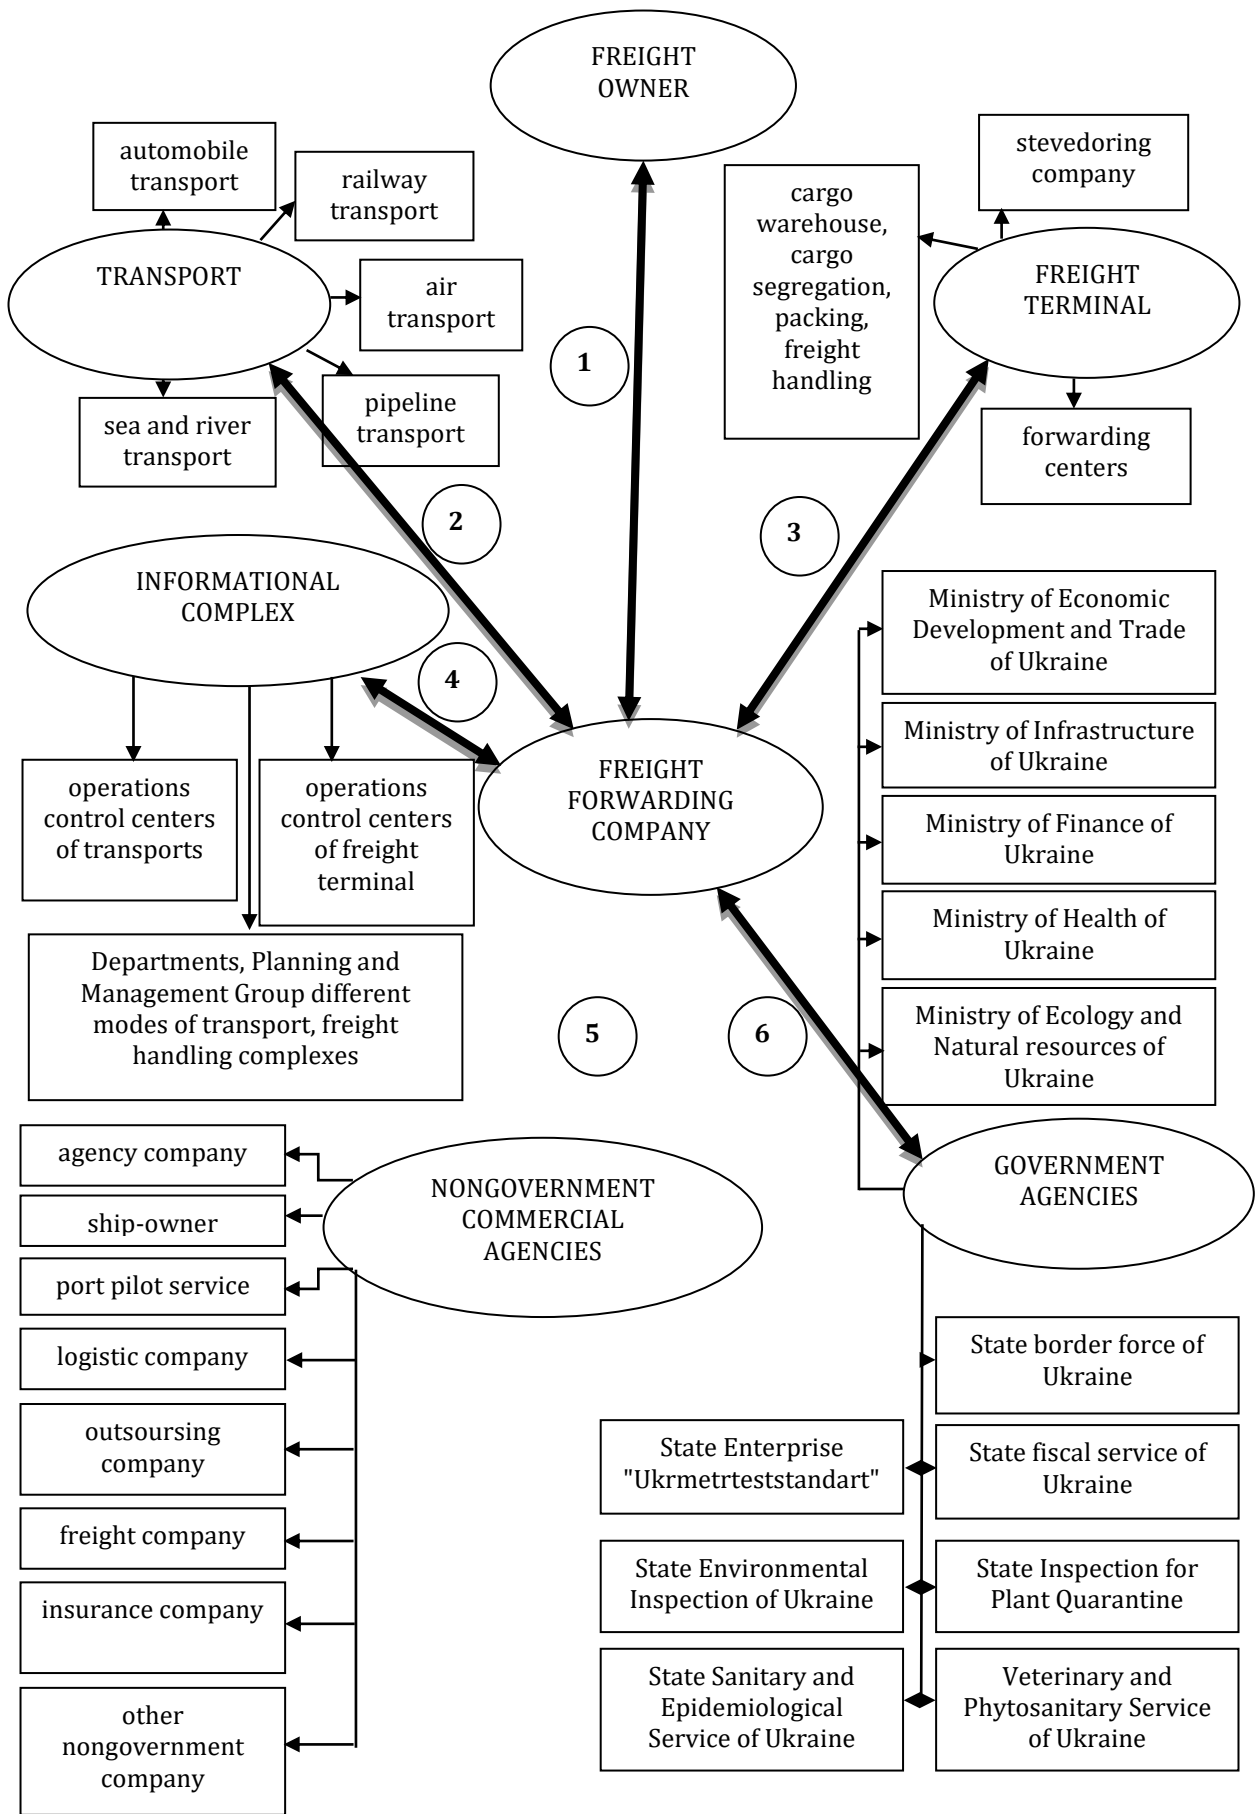 FREIGHT
OWNER
automobile
transport
railway
transport
TRANSPORT
air
transport
pipeline
transport
sea and river
transport
1
cargo
warehouse,
cargo
segregation,
packing,
freight
handling
stevedoring
company
FREIGHT
TERMINAL
forwarding
centers
2
3
INFORMATIONAL
COMPLEX
4
operations
control centers
of transports
operations
control centers
of freight
terminal
Departments, Planning and
Management Group different
modes of transport, freight
handling complexes
FREIGHT
FORWARDING
COMPANY
Ministry of Economic
Development and Trade
of Ukraine
Ministry of Infrastructure
of Ukraine
Ministry of Finance of
Ukraine
Ministry of Health of
Ukraine
Ministry of Ecology and
Natural resources of
Ukraine
5
6
agency company
ship-owner
port pilot service
logistic company
outsoursing
company
freight company
insurance company
other
nongovernment
company
NONGOVERNMENT
COMMERCIAL
AGENCIES
GOVERNMENT
AGENCIES
State border force of
Ukraine
State Enterprise
"Ukrmetrteststandart"
State fiscal service of
Ukraine
State Environmental
Inspection of Ukraine
State Inspection for
Plant Quarantine
State Sanitary and
Epidemiological
Service of Ukraine
Veterinary and
Phytosanitary Service
of Ukraine